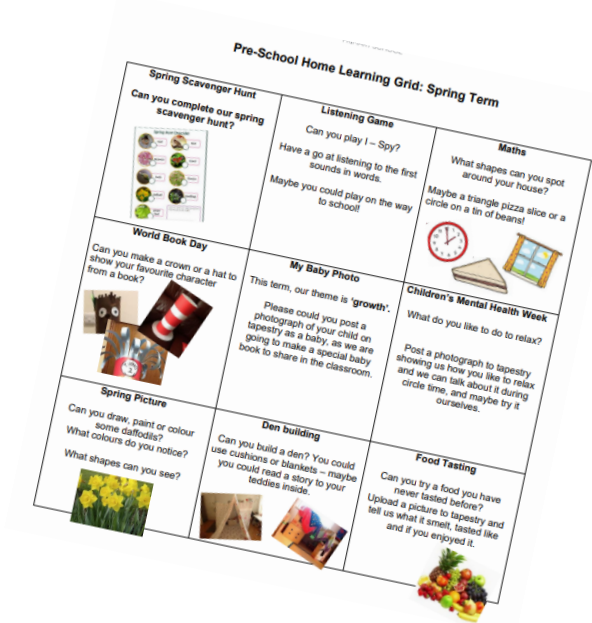 Pre-School Home Learning Grid: Spring Term
Spring Scavenger Hunt
Can you complete our spring
scavenger hunt?
Listening Game
Can you play I – Spy?
Have a go at listening to the first
sounds in words.
Maybe you could play on the way
to school!
Maths
What shapes can you spot
around your house?
Maybe a triangle pizza slice or a
circle on a tin of beans!
World Book Day
Can you make a crown or a hat to
show your favourite character
from a book?
My Baby Photo
This term, our theme is 'growth'.
Please could you post a
photograph of your child on
tapestry as a baby, as we are
going to make a special baby
book to share in the classroom.
Children's Mental Health Week
What do you like to do to relax?
Post a photograph to tapestry
showing us how you like to relax
and we can talk about it during
circle time, and maybe try it
ourselves.
Spring Picture
Can you draw, paint or colour
some daffodils?
What colours do you notice?
What shapes can you see?
Den building
Can you build a den? You could
use cushions or blankets – maybe
you could read a story to your
teddies inside.
Food Tasting
Can you try a food you have
never tasted before?
Upload a picture to tapestry and
tell us what it smelt, tasted like
and if you enjoyed it.